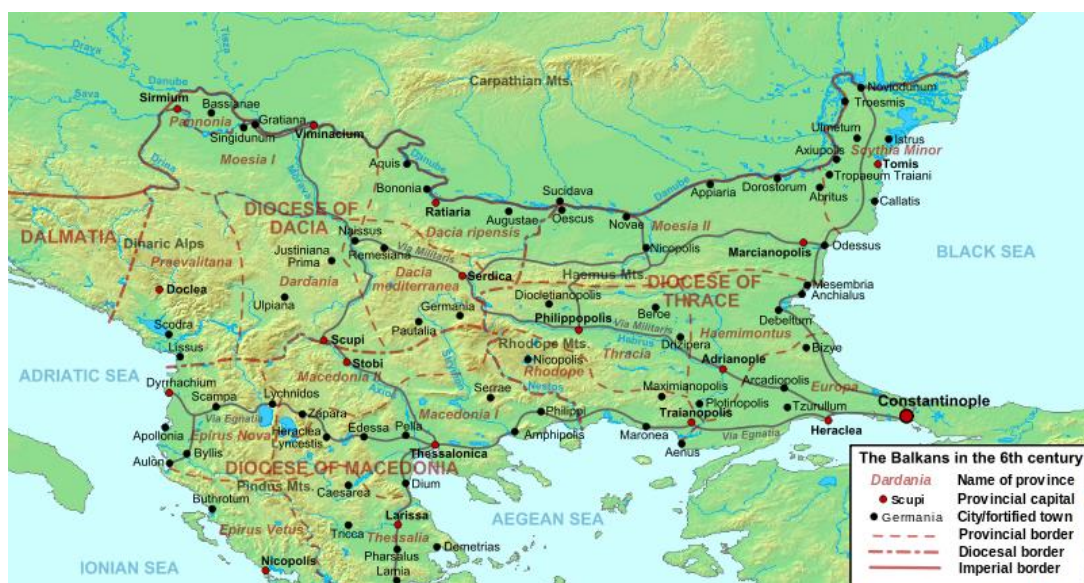 Drava
Tisza
Carpathian Mts.
Danube
Sava
Sirmium
Bassianae
Pannonia
Gratiana
Singidunum
Viminacium
Moesia I
Drina
Morava
Aquis
Danube
Bononia
Ratiaria
Noviodunum
Troesmis
Ulmetum
Istrus
Axiupolis
Scythia Minor
Tomis
Tropaeum Traiani
Danube
Appiaria
Dorostorum
Abritus
Callatis
Sucidava
Augustae
Oescus
Novae
Moesia II
DIOCESE OF
DACIA
Dacia ripensis
DALMATIA
Dinaric Alps
Praevalitana
Naissus
Justiniana
Prima
Remesiana
Via Militaris
Nicopolis
Marcianopolis
Odessus
BLACK SEA
Dardania
Dacia
mediterranea
Serdica
Haemus Mts.
Doclea
Ulpiana
Germania
Diocletianopolis
DIOCESE OF
THRACE
Mesembria
Anchialus
Beroe
Debeltum
Scodra
Pautalia
Philippopolis
Via Militaris
Haemimontus
Lissus
Scupi
Stobi
Rhodope Mts.
Hebrus
Drizipera
Bizye
Thracia
Nicopolis
Rhodope
Adrianople
ADRIATIC SEA
Macedonia II
Strymon
Nestos
Arcadiopolis
Europa
Dyrrhachium
Lychnidos
Axios
Serrae
Maximianopolis
Plotinopolis
Constantinople
Scampa
Zapara
Macedonia I
Philippi
Tzurullum
Via Egnatia
Traianopolis
Apollonia
Epirus Nova
Heraclea
Lyncestis
Edessa
Pella
Amphipolis
Maronea
Via Egnatia
Heraclea
Byllis
Thessalonica
Aenus
Aulòn
DIOCESE OF MACEDONIA
Pindus Mts.
Dium
Caesarea
Buthrotum
Epirus Vetus
Larissa
AEGEAN SEA
Tricca
Thessalia
Demetrias
Pharsalus
Nicopolis
IONIAN SEA
Lamia
The Balkans in the 6th century
Dardania Name of province
Scupi Provincial capital
Germania City/fortified town
Provincial border
Diocesal border
Imperial border